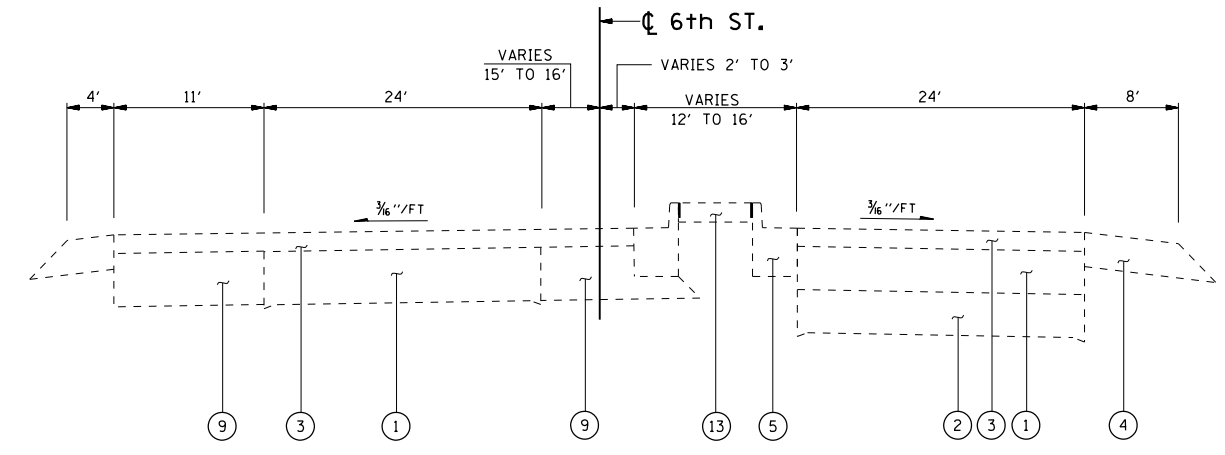 ℄ 6th ST.
VARIES
15' TO 16'
VARIES 2' TO 3'
4'
11'
24'
VARIES
12' TO 16'
24'
8'
3/16"/FT
3/16"/FT
9
3
1
9
13
5
2
3
1
4